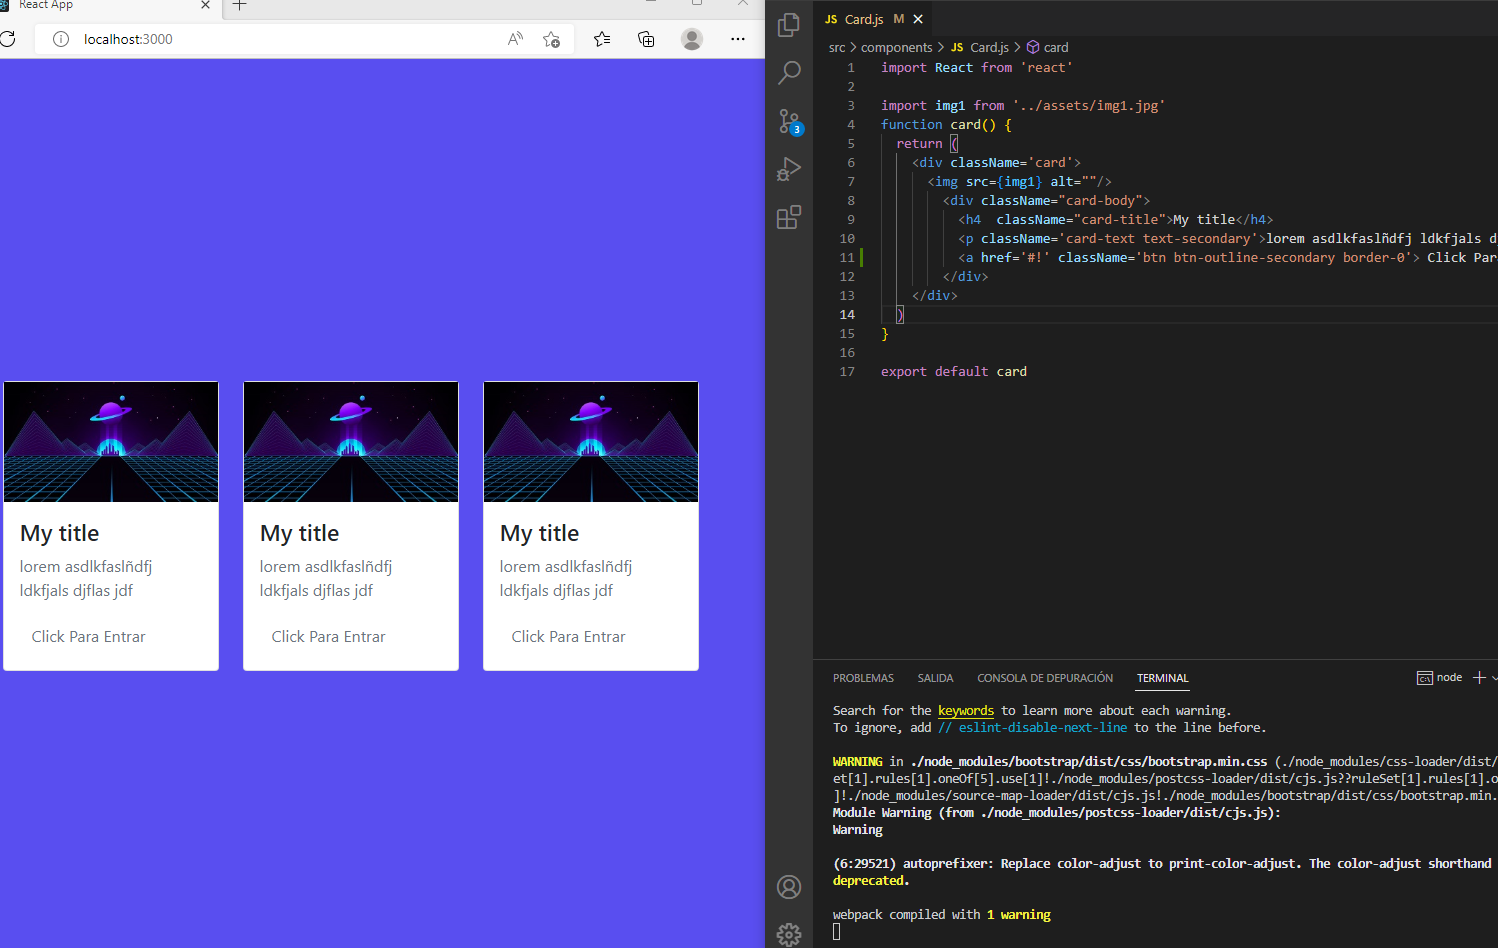 React App
localhost:3000
My title
lorem asdlkfaslñdfj
ldkfjals djflas jdf
Click Para Entrar
My title
lorem asdlkfaslñdfj
ldkfjals djflas jdf
Click Para Entrar
My title
lorem asdlkfaslñdfj
ldkfjals djflas jdf
Click Para Entrar
3
JS Card.js M
src > components > JS Card.js > card
1 import React from 'react'
2
3 import img1 from '../assets/img1.jpg'
4 function card() {
5 return (
6 <div className='card'>
7 <img src={img1} alt=""/>
8 <div className="card-body">
9 <h4  className="card-title">My title</h4>
10 <p className='card-text text-secondary'>lorem asdlkfaslñdfj ldkfjals d
11 <a href='#!' className='btn btn-outline-secondary border-0'> Click Par
12 </div>
13 </div>
14 )
15 }
16
17 export default card
PROBLEMAS SALIDA CONSOLA DE DEPURACIÓN TERMINAL node
Search for the keywords to learn more about each warning.
To ignore, add // eslint-disable-next-line to the line before.
WARNING in ./node_modules/bootstrap/dist/css/bootstrap.min.css (./node_modules/css-loader/dist/
et[1].rules[1].oneOf[5].use[1]!./node_modules/postcss-loader/dist/cjs.js??ruleSet[1].rules[1].o
]!./node_modules/source-map-loader/dist/cjs.js!./node_modules/bootstrap/dist/css/bootstrap.min.
Module Warning (from ./node_modules/postcss-loader/dist/cjs.js):
Warning
(6:29521) autoprefixer: Replace color-adjust to print-color-adjust. The color-adjust shorthand
deprecated.
webpack compiled with 1 warning